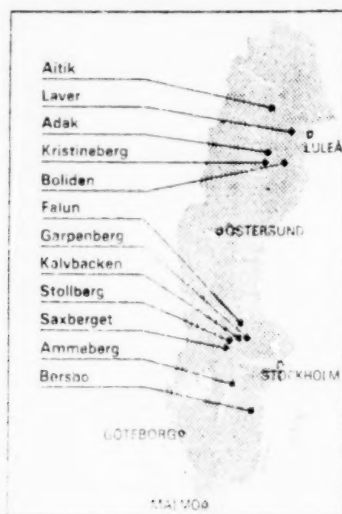 Aitik
Laver
Adak
LULEÅ
Kristineberg
Boliden
Falun
ÖSTERSUND
Garpenberg
Kalvbacken
Stollberg
Saxberget
Ammeberg
STOCKHOLM
Bersbo
GÖTEBORG
MALMÖ